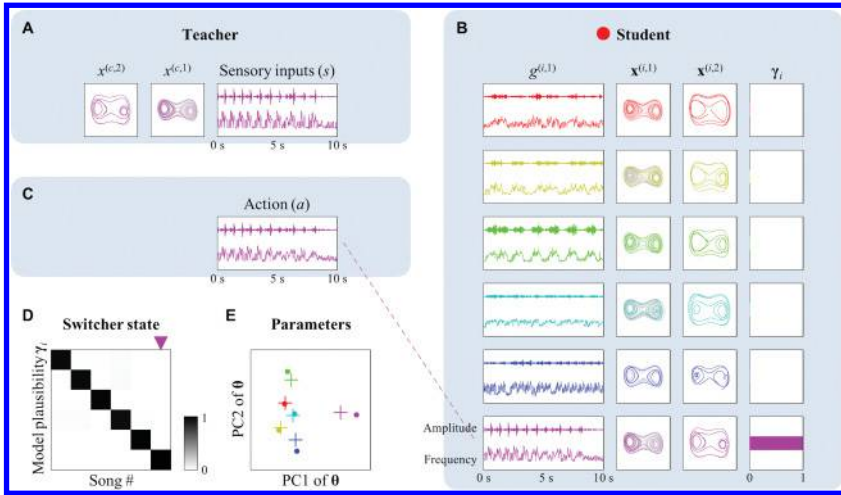 A
Teacher
x^(c,2)
x^(c,1)
Sensory inputs (s)
0 s
5 s
10 s
C
Action (a)
0 s
5 s
10 s
D
Switcher state
Model plausibility γ_i
Song #
1
0
E
Parameters
PC2 of θ
PC1 of θ
B
Student
g^(i,1)
x^(i,1)
x^(i,2)
γ_i
Amplitude
Frequency
0 s
5 s
10 s
0
1